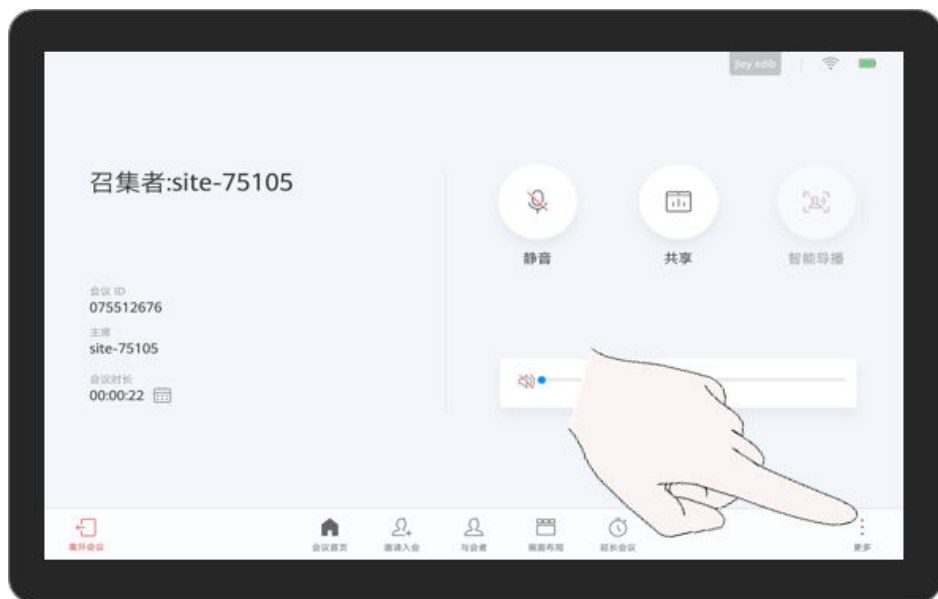 jley edib
召集者:site-75105
静音
共享
智能导播
会议 ID
075512676
主席
site-75105
会议时长
00:00:22
离开会议
会议首页
邀请入会
与会者
画面布局
延长会议
更多